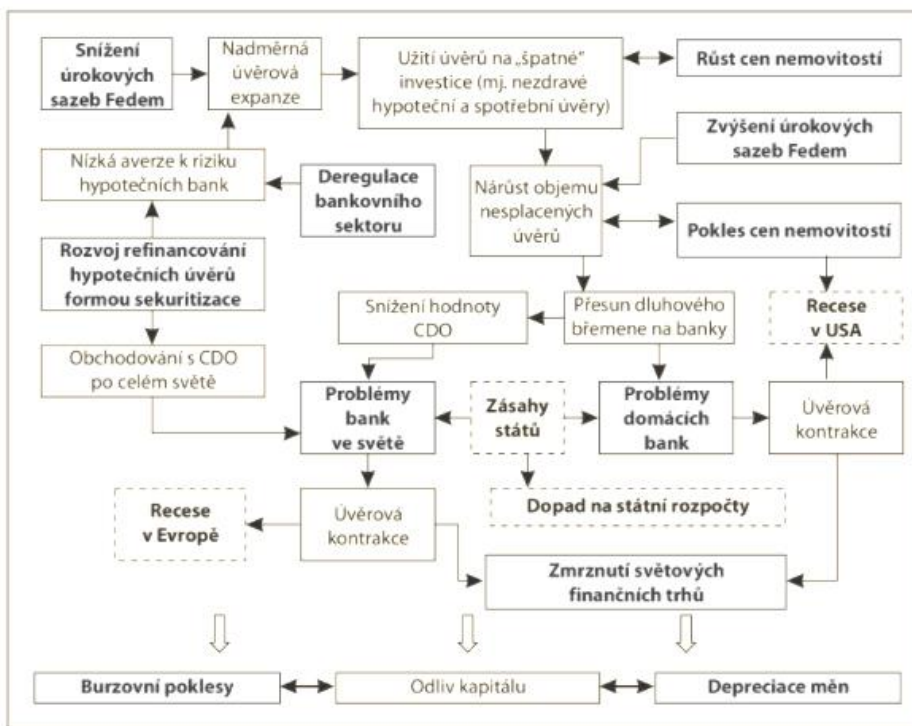 Snížení
úrokových
sazeb Fedem
Nadměrná
úvěrová
expanze
Užití úvěrů na „špatné“
investice (mj. nezdravé
hypoteční a spotřební úvěry)
Růst cen nemovitostí
Zvýšení úrokových
sazeb Fedem
Nízká averze k riziku
hypotečních bank
Deregulace
bankovního
sektoru
Nárůst objemu
nesplacených
úvěrů
Pokles cen nemovitostí
Rozvoj refinancování
hypotečních úvěrů
formou sekuritizace
Snížení hodnoty
CDO
Přesun dluhového
břemene na banky
Recese
v USA
Obchodování s CDO
po celém světě
Problémy
bank
ve světě
Zásahy
států
Problémy
domácích
bank
Úvěrová
kontrakce
Recese
v Evropě
Úvěrová
kontrakce
Dopad na státní rozpočty
Zmrznutí světových
finančních trhů
Burzovní poklesy
Odliv kapitálu
Depreciace měn